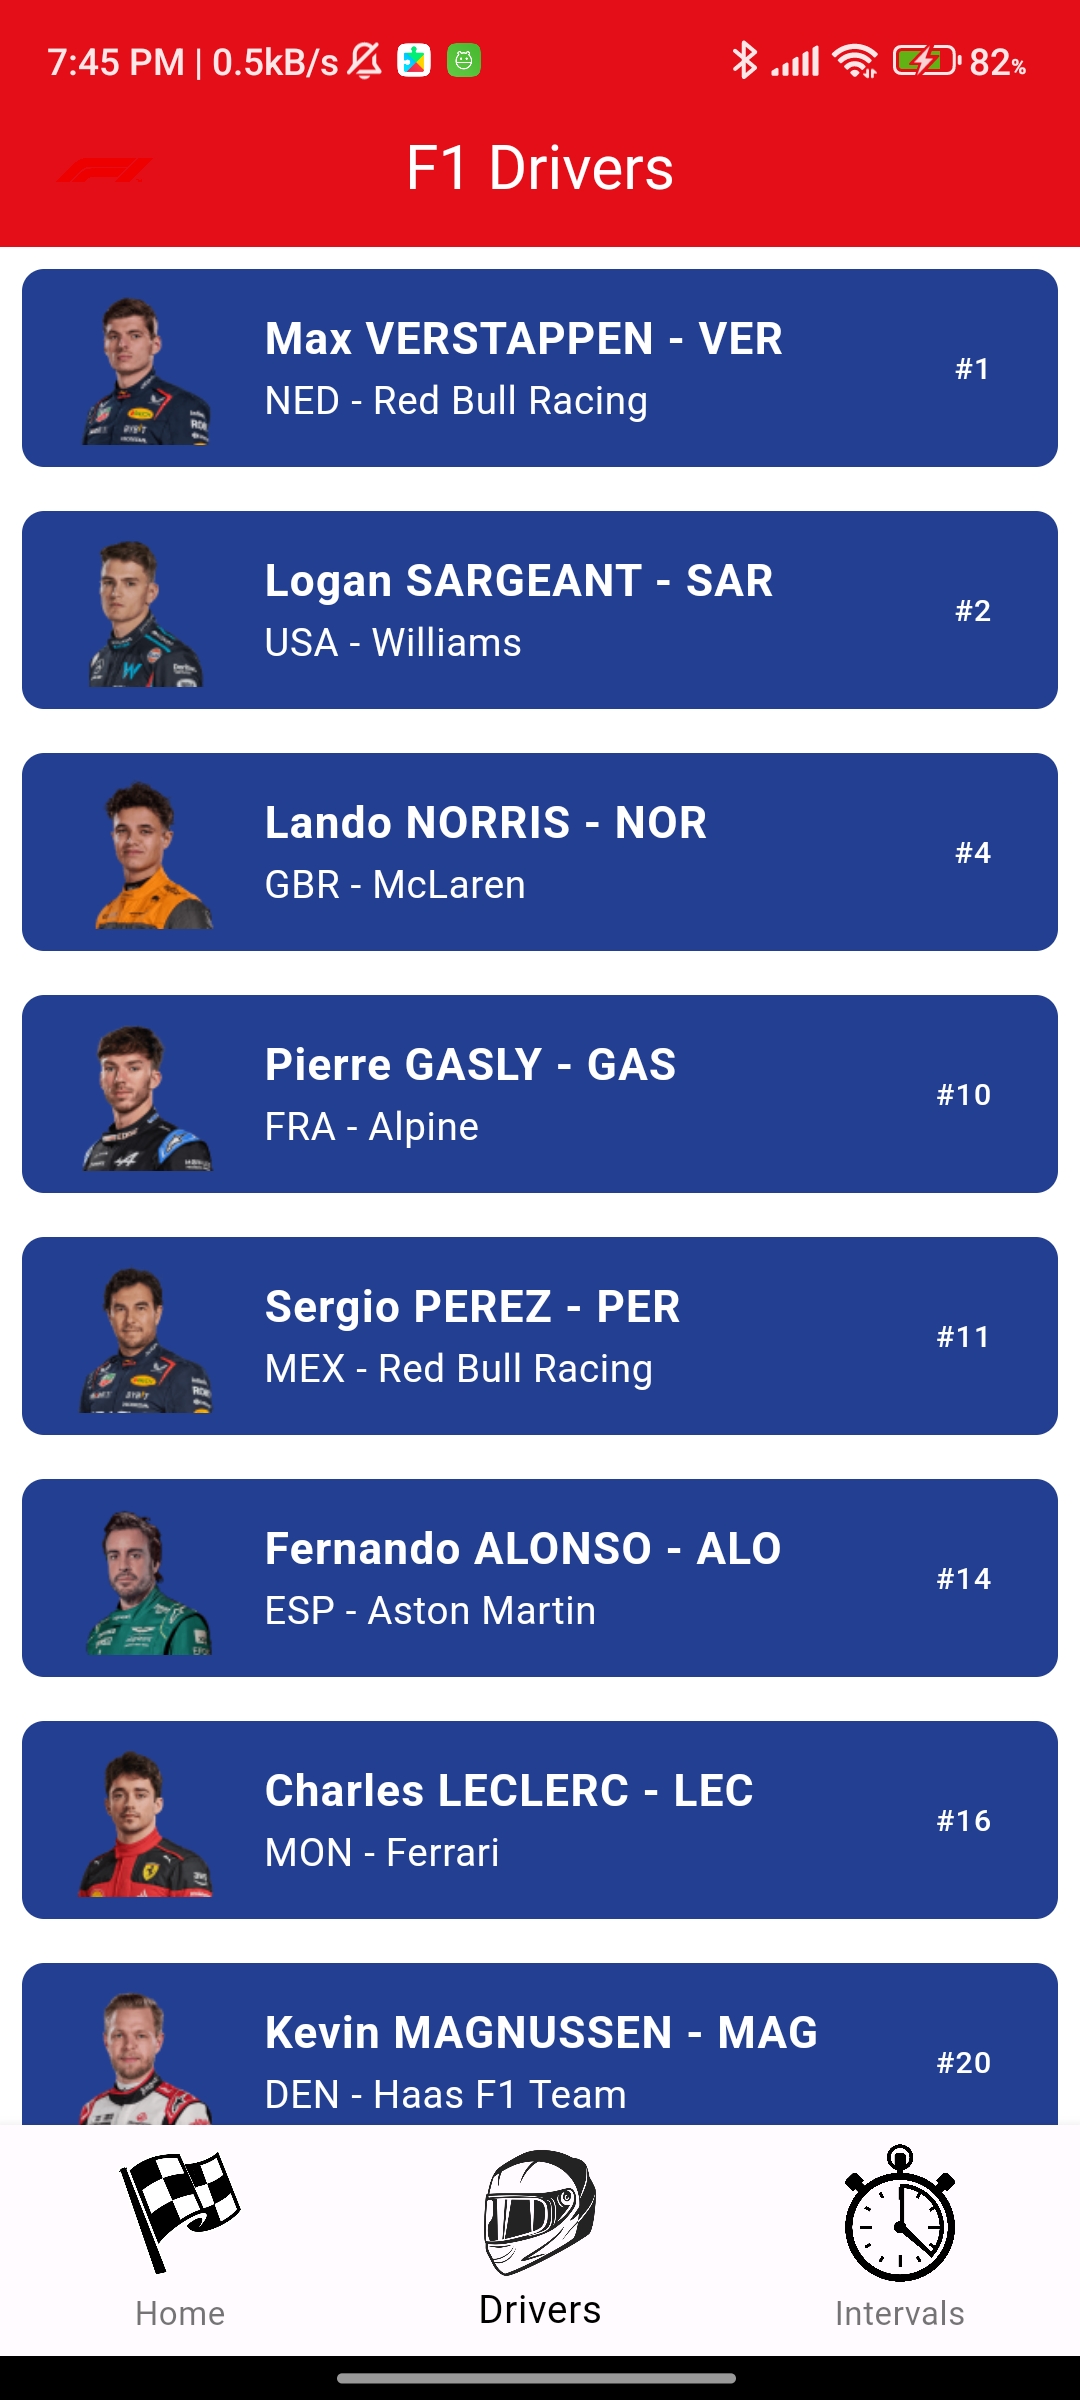 7:45 PM | 0.5kB/s
82%
F1 Drivers
Max VERSTAPPEN - VER
NED - Red Bull Racing
#1
Logan SARGEANT - SAR
USA - Williams
#2
Lando NORRIS - NOR
GBR - McLaren
#4
Pierre GASLY - GAS
FRA - Alpine
#10
Sergio PEREZ - PER
MEX - Red Bull Racing
#11
Fernando ALONSO - ALO
ESP - Aston Martin
#14
Charles LECLERC - LEC
MON - Ferrari
#16
Kevin MAGNUSSEN - MAG
DEN - Haas F1 Team
#20
Home
Drivers
Intervals